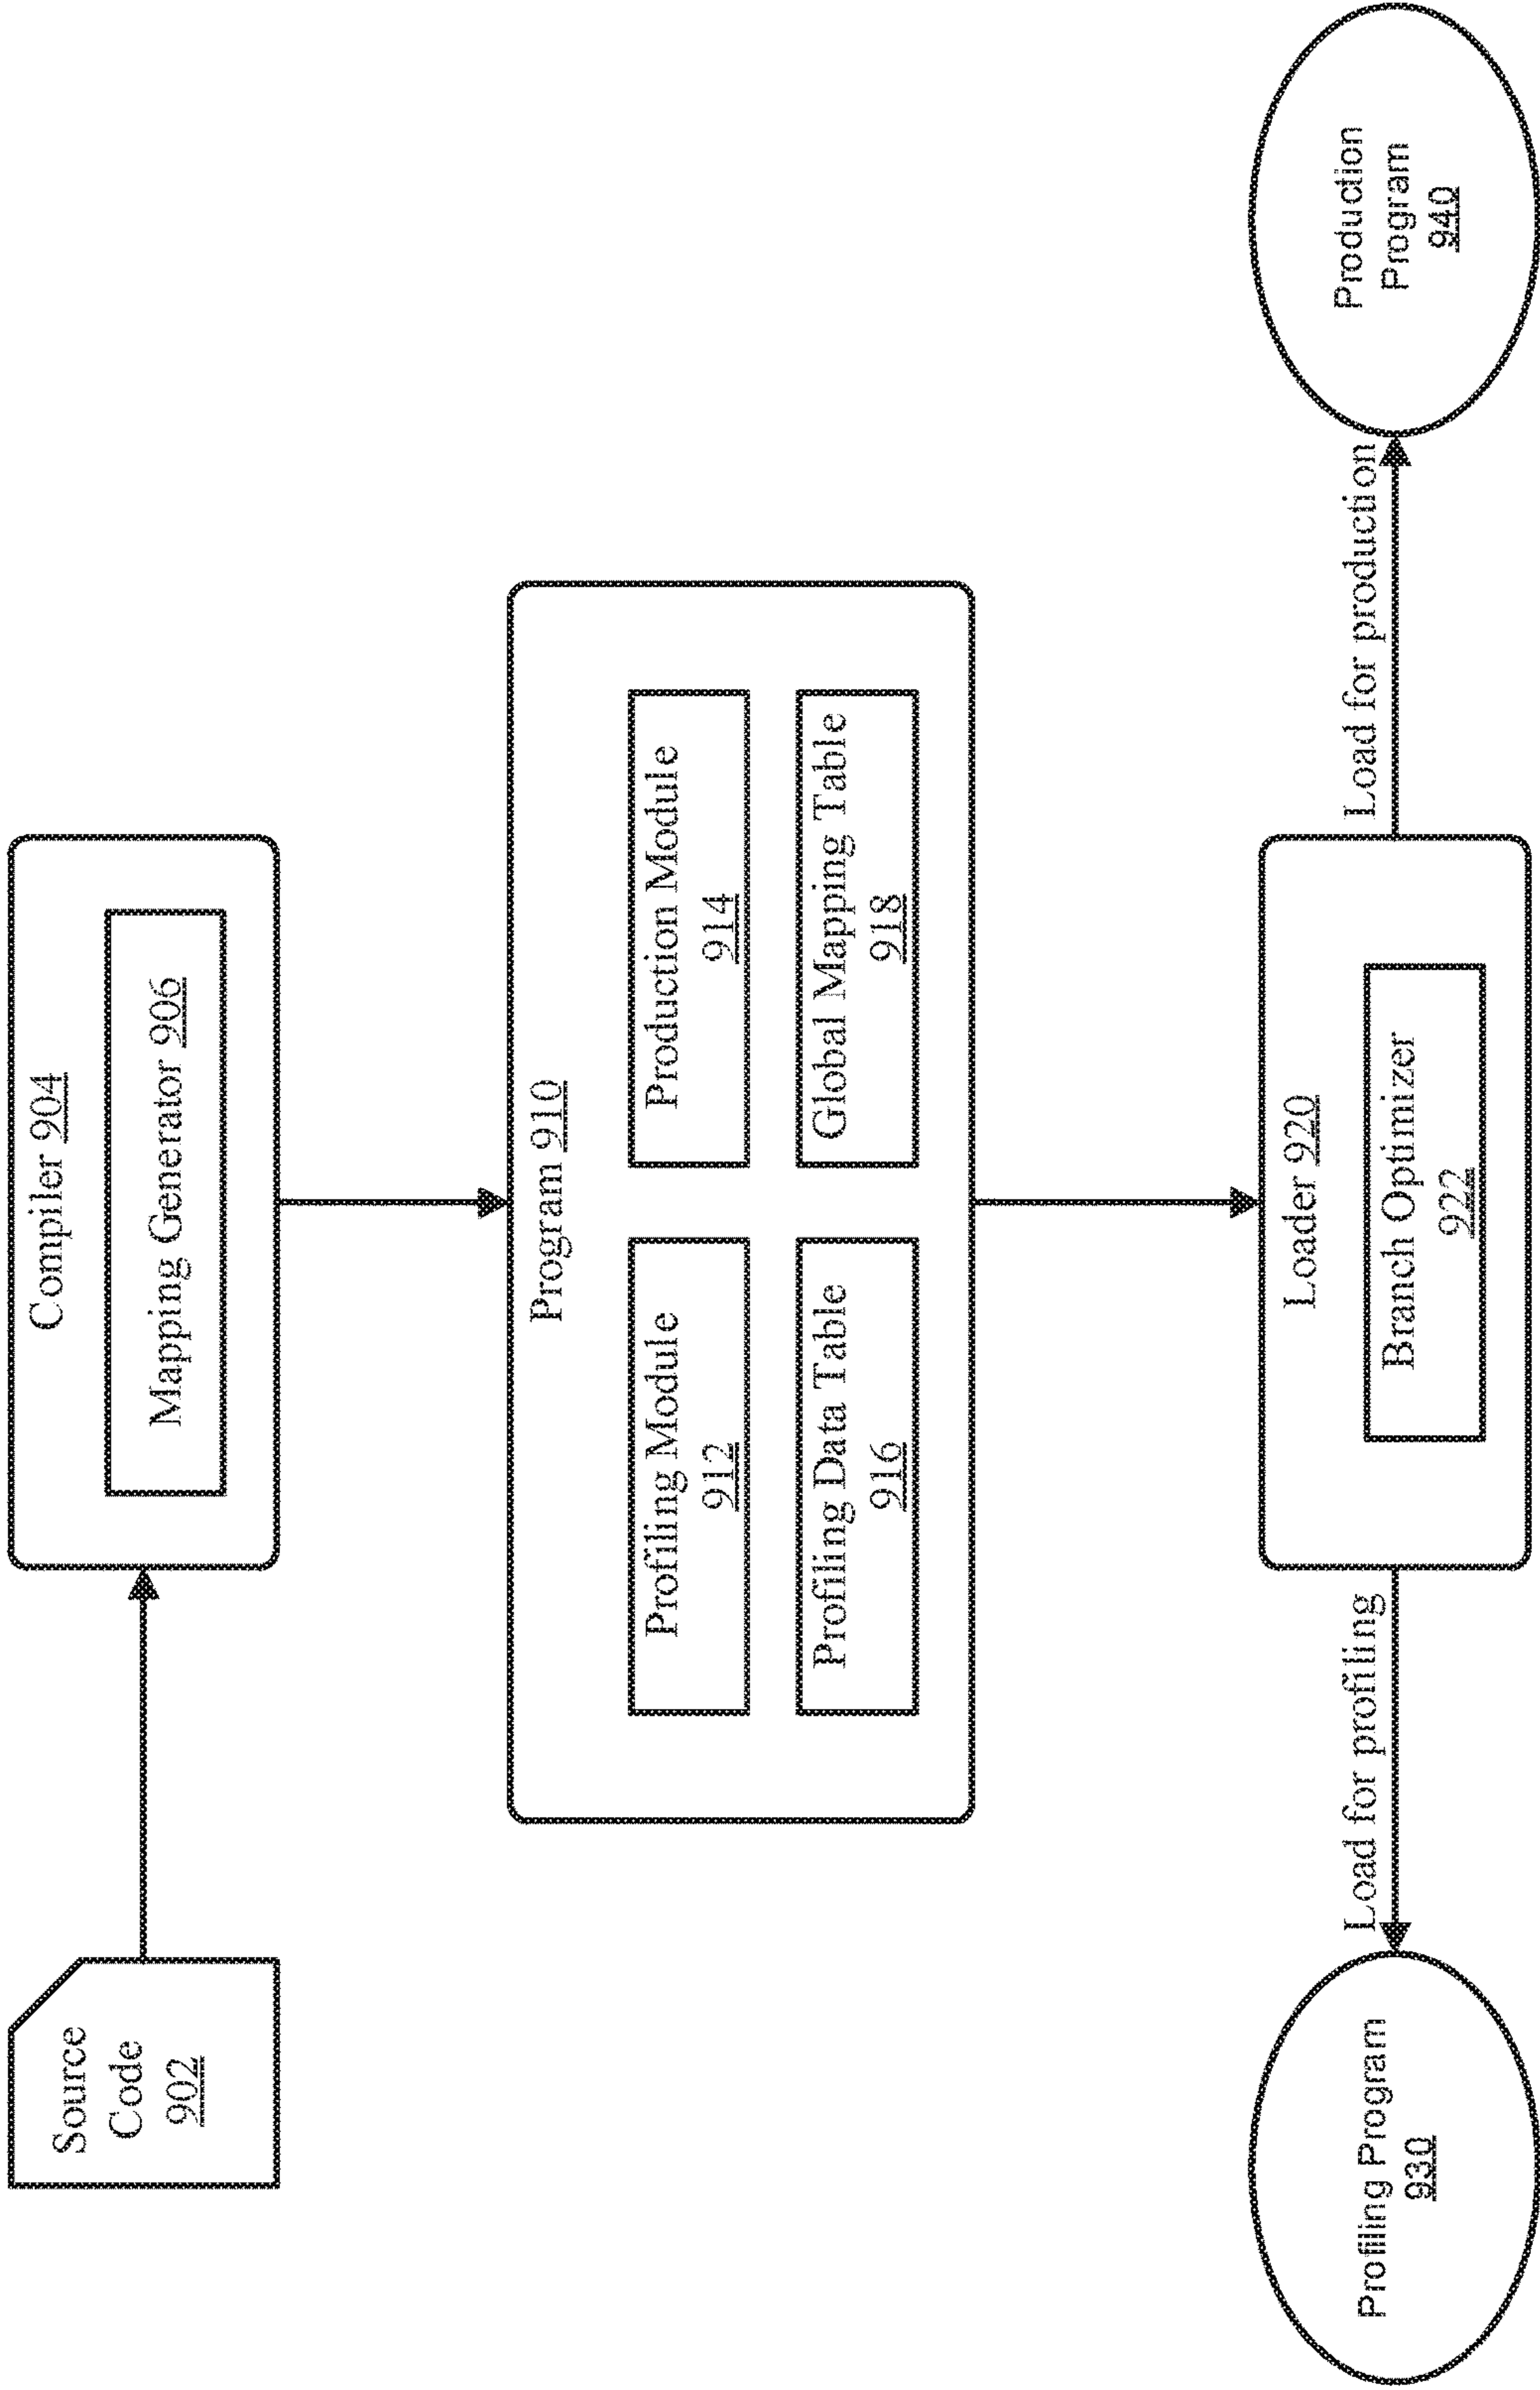 Source
Code
902
Compiler 904
Mapping Generator 906
Program 910
Profiling Module
912
Production Module
914
Profiling Data Table
916
Global Mapping Table
918
Loader 920
Branch Optimizer
922
Load for profiling
Load for production
Profiling Program
930
Production
Program
940